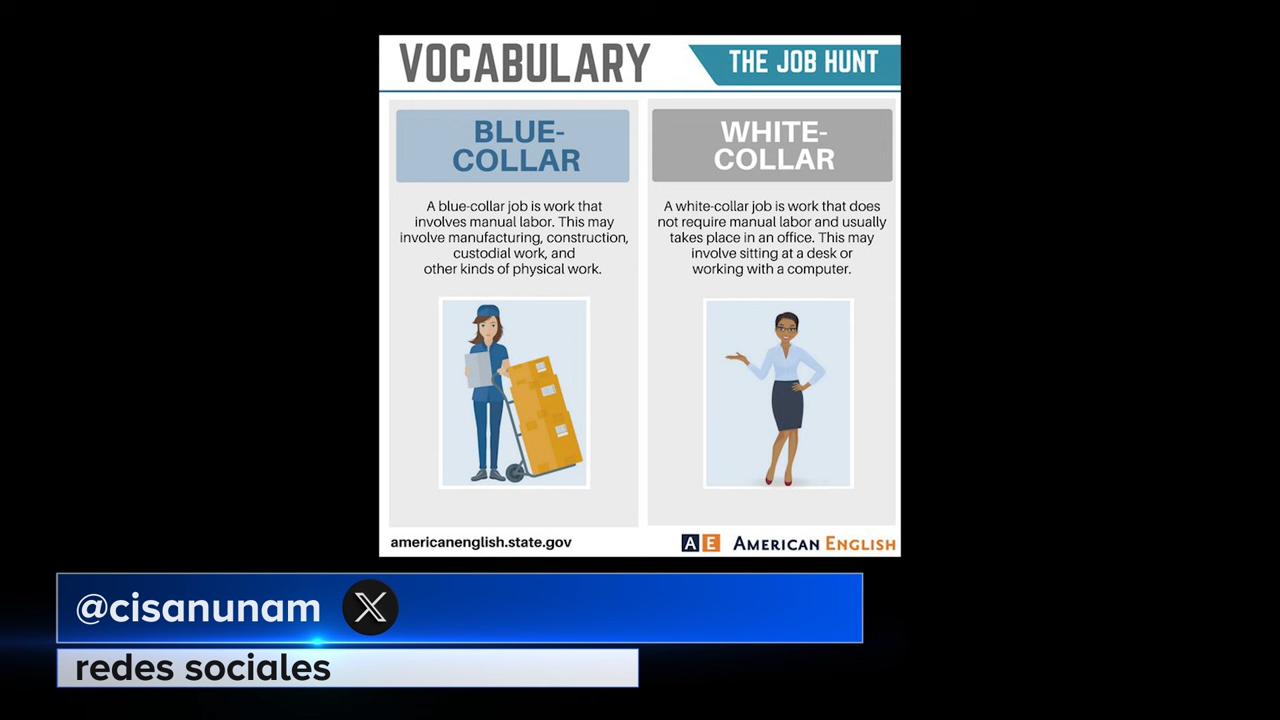 VOCABULARY
THE JOB HUNT
BLUE-
COLLAR
A blue-collar job is work that
involves manual labor. This may
involve manufacturing, construction,
custodial work, and
other kinds of physical work.
WHITE-
COLLAR
A white-collar job is work that does
not require manual labor and usually
takes place in an office. This may
involve sitting at a desk or
working with a computer.
americanenglish.state.gov
AE AMERICAN ENGLISH
@cisanunam X
redes sociales